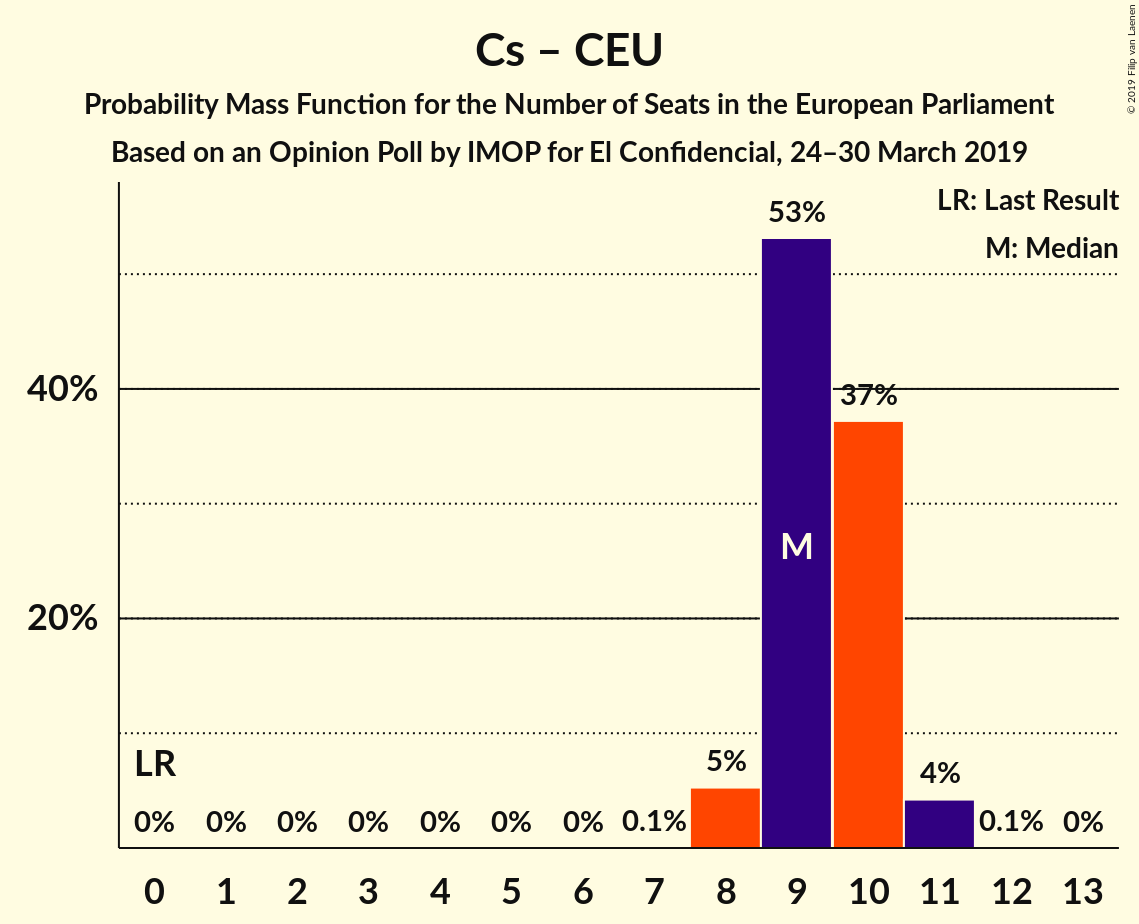 Cs – CEU
Probability Mass Function for the Number of Seats in the European Parliament
Based on an Opinion Poll by IMOP for El Confidencial, 24–30 March 2019
© 2019 Filip van Laenen
LR: Last Result
M: Median
53%
40%
37%
M
20%
LR
5%
4%
0% 0% 0% 0% 0% 0% 0% 0.1% 0.1% 0%
0 1 2 3 4 5 6 7 8 9 10 11 12 13